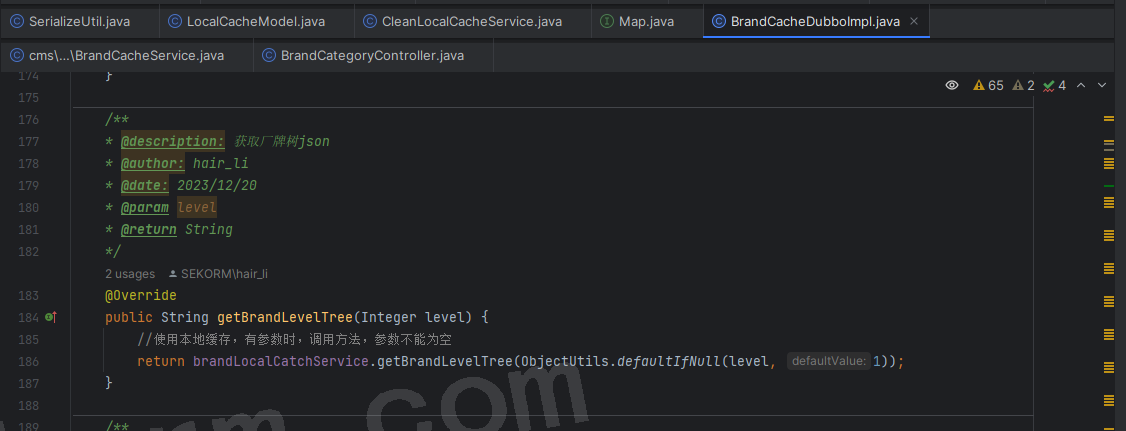 SerializeUtil.java LocalCacheModel.java CleanLocalCacheService.java Map.java BrandCacheDubboImpl.java
cms\...\BrandCacheService.java BrandCategoryController.java
174 }
65 2 4
175
176 /**
177 * @description: 获取厂牌树json
178 * @author: hair_li
179 * @date: 2023/12/20
180 * @param level
181 * @return String
182 */
2 usages SEKORM\hair_li
183 @Override
184 public String getBrandLevelTree(Integer level) {
185 //使用本地缓存，有参数时，调用方法，参数不能为空
186 return brandLocalCatchService.getBrandLevelTree(ObjectUtils.defaultIfNull(level, defaultValue: 1));
187 }
188
189 /**
.com